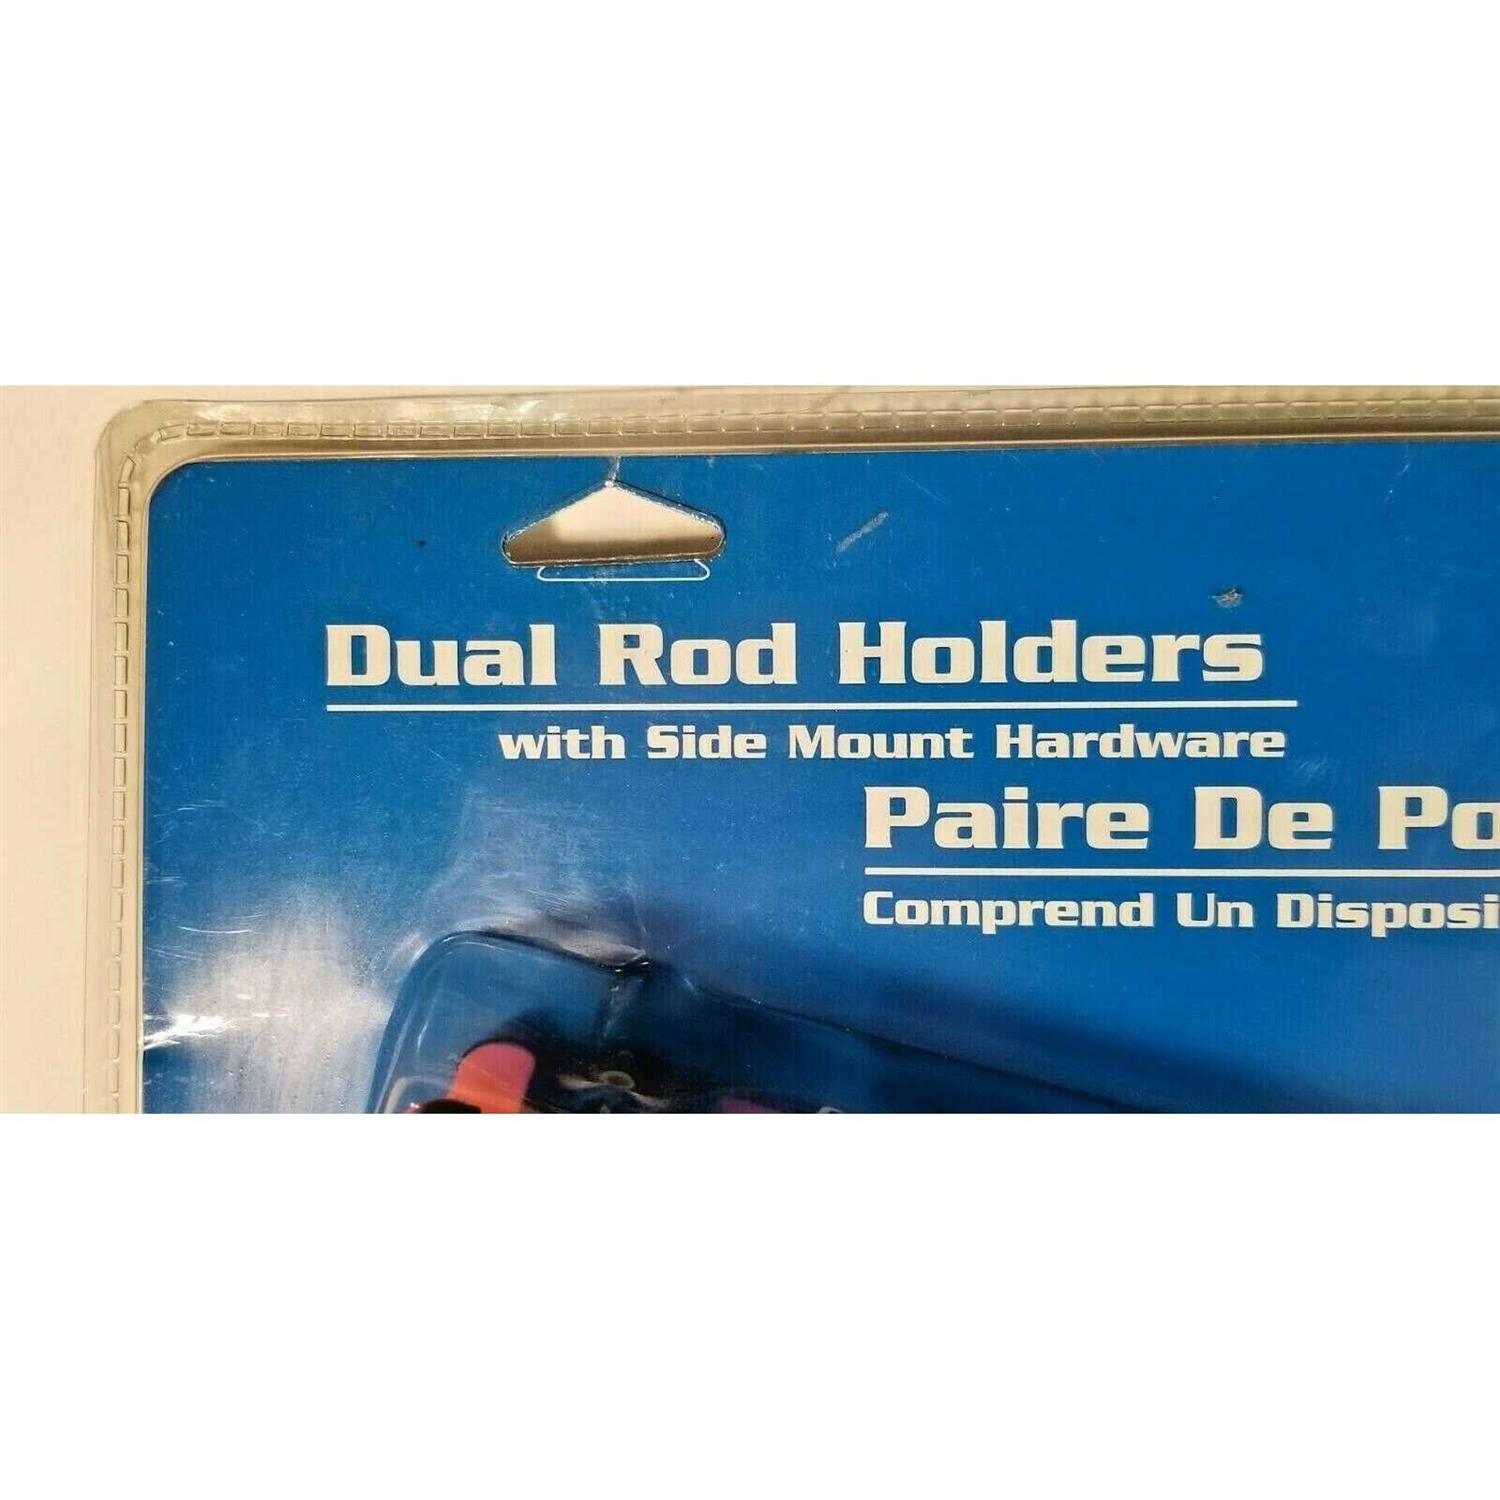 Dual Rod Holders
with Side Mount Hardware
Paire De
Comprend Un